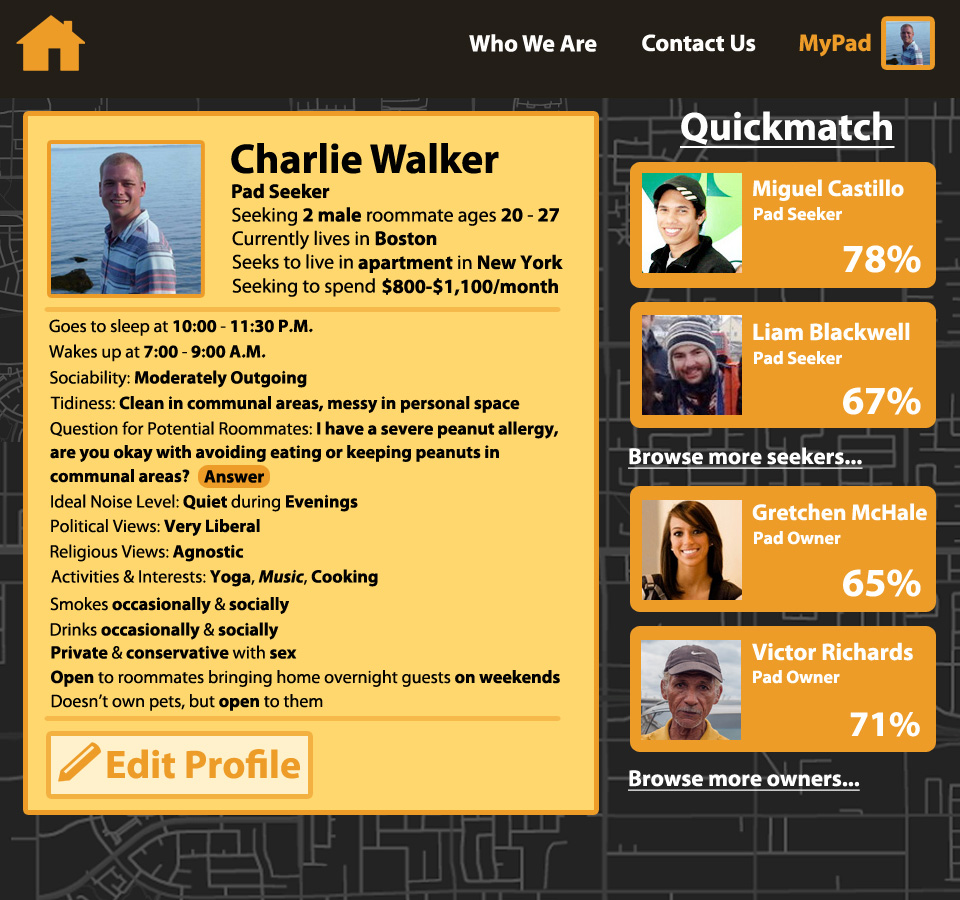 Who We Are
Contact Us
MyPad
Charlie Walker
Pad Seeker
Seeking 2 male roommate ages 20 - 27
Currently lives in Boston
Seeks to live in apartment in New York
Seeking to spend $800-$1,100/month
Goes to sleep at 10:00 - 11:30 P.M.
Wakes up at 7:00 - 9:00 A.M.
Sociability: Moderately Outgoing
Tidiness: Clean in communal areas, messy in personal space
Question for Potential Roommates: I have a severe peanut allergy,
are you okay with avoiding eating or keeping peanuts in
communal areas? Answer
Ideal Noise Level: Quiet during Evenings
Political Views: Very Liberal
Religious Views: Agnostic
Activities & Interests: Yoga, Music, Cooking
Smokes occasionally & socially
Drinks occasionally & socially
Private & conservative with sex
Open to roommates bringing home overnight guests on weekends
Doesn't own pets, but open to them
Edit Profile
Quickmatch
Miguel Castillo
Pad Seeker
78%
Liam Blackwell
Pad Seeker
67%
Browse more seekers...
Gretchen McHale
Pad Owner
65%
Victor Richards
Pad Owner
71%
Browse more owners...